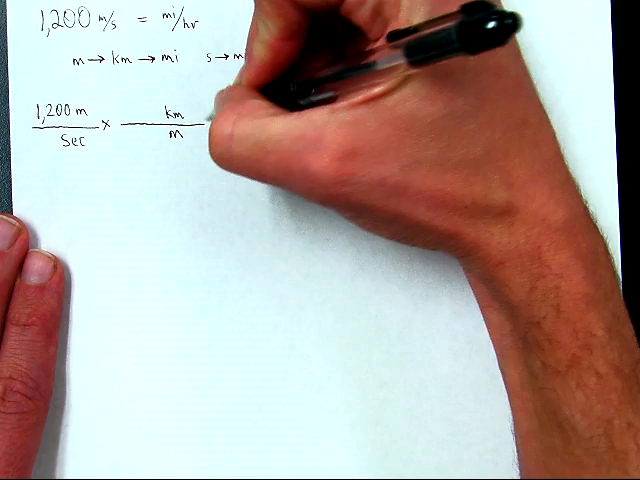 1,200 m/s = mi/hr
m → km → mi s → m
1,200 m × km
sec m